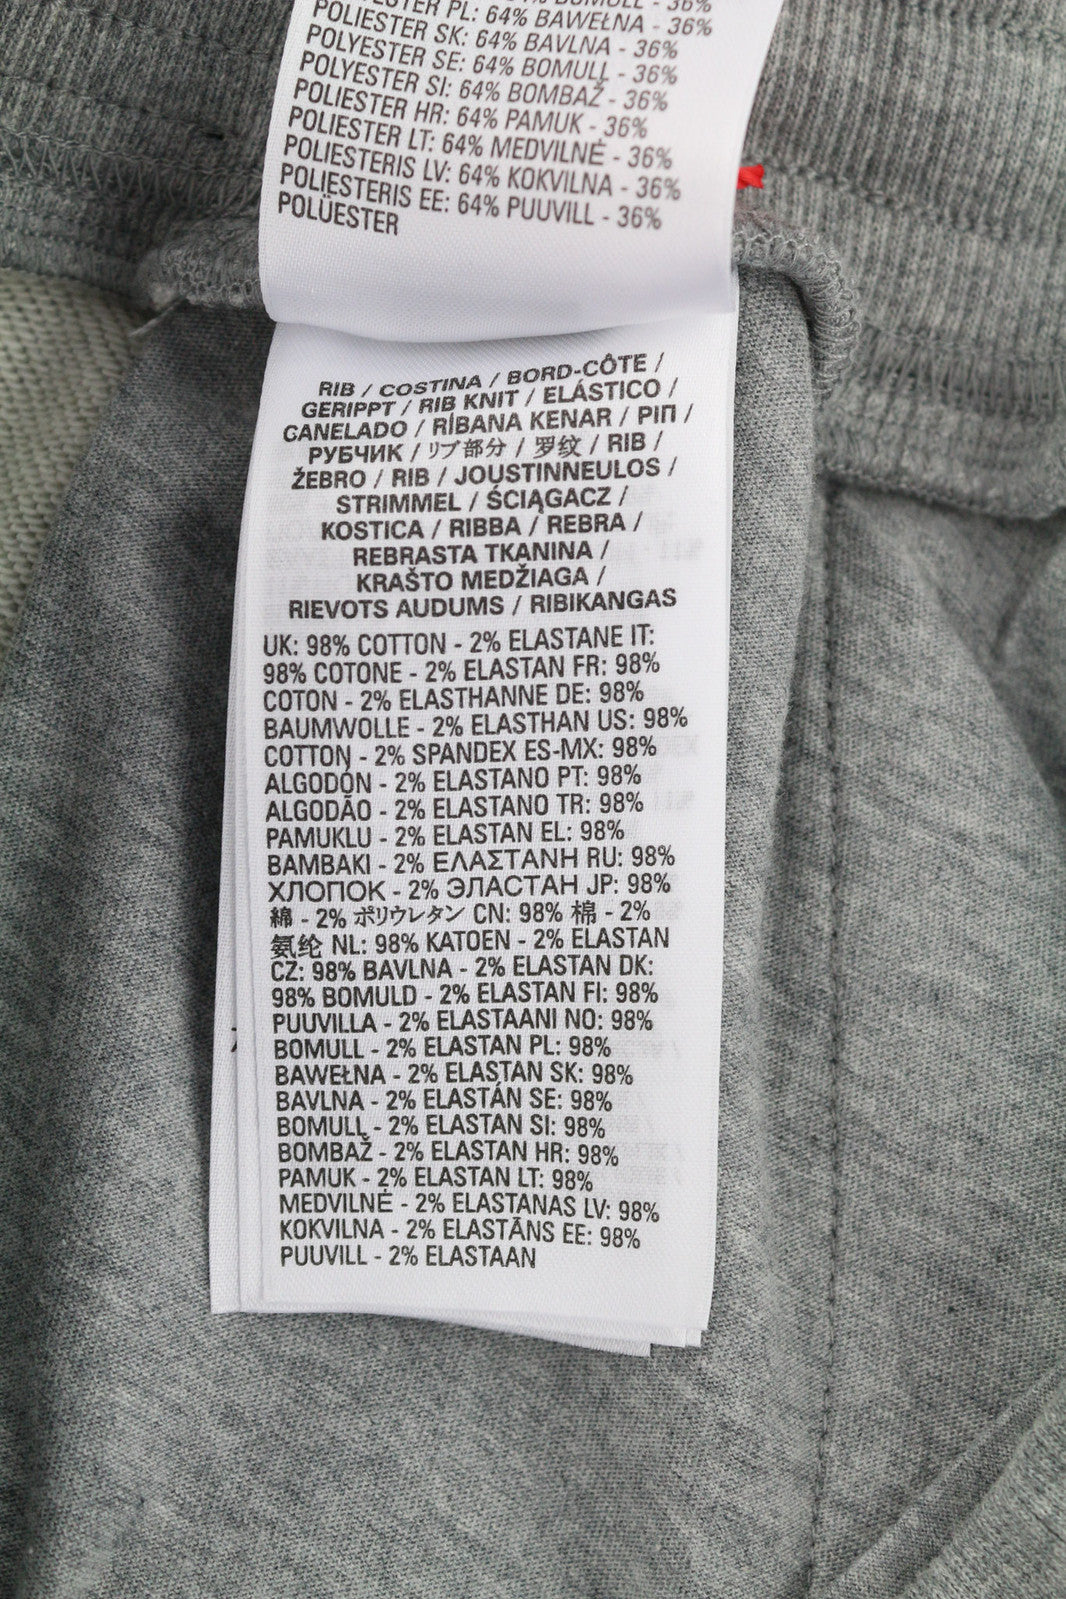 BOMULL - 36%
POLYESTER PL: 64% BAWEŁNA - 36%
POLIESTER SK: 64% BAVLNA - 36%
POLYESTER SE: 64% BOMULL - 36%
POLYESTER SI: 64% BOMBAŽ - 36%
POLIESTER HR: 64% PAMUK - 36%
POLIESTER LT: 64% MEDVILNĖ - 36%
POLIESTERIS LV: 64% KOKVILNA - 36%
POLIESTERIS EE: 64% PUUVILL - 36%
POLÜESTER
RIB / COSTINA / BORD-CÔTE /
GERIPPT / RIB KNIT / ELÁSTICO /
CANELADO / RİBANA KENAR / ΡΙΠ /
РУБЧИК / リブ部分 / 罗纹 / RIB /
ŽEBRO / RIB / JOUSTINNEULOS /
STRIMMEL / ŚCIĄGACZ /
KOSTICA / RIBBA / REBRA /
REBRASTA TKANINA /
KRAŠTO MEDŽIAGA /
RIEVOTS AUDUMS / RIBIKANGAS
UK: 98% COTTON - 2% ELASTANE IT:
98% COTONE - 2% ELASTAN FR: 98%
COTON - 2% ELASTHANNE DE: 98%
BAUMWOLLE - 2% ELASTHAN US: 98%
COTTON - 2% SPANDEX ES-MX: 98%
ALGODÓN - 2% ELASTANO PT: 98%
ALGODÃO - 2% ELASTANO TR: 98%
PAMUKLU - 2% ELASTAN EL: 98%
BAMBAKI - 2% ΕΛΑΣΤΑΝΗ RU: 98%
ХЛОПОК - 2% ЭЛАСТАН JP: 98%
綿 - 2% ポリウレタン CN: 98% 棉 - 2%
氨纶 NL: 98% KATOEN - 2% ELASTAN
CZ: 98% BAVLNA - 2% ELASTAN DK:
98% BOMULD - 2% ELASTAN FI: 98%
PUUVILLA - 2% ELASTAANI NO: 98%
BOMULL - 2% ELASTAN PL: 98%
BAWEŁNA - 2% ELASTAN SK: 98%
BAVLNA - 2% ELASTÁN SE: 98%
BOMULL - 2% ELASTAN SI: 98%
BOMBAŽ - 2% ELASTAN HR: 98%
PAMUK - 2% ELASTAN LT: 98%
MEDVILNĖ - 2% ELASTANAS LV: 98%
KOKVILNA - 2% ELASTĀNS EE: 98%
PUUVILL - 2% ELASTAAN